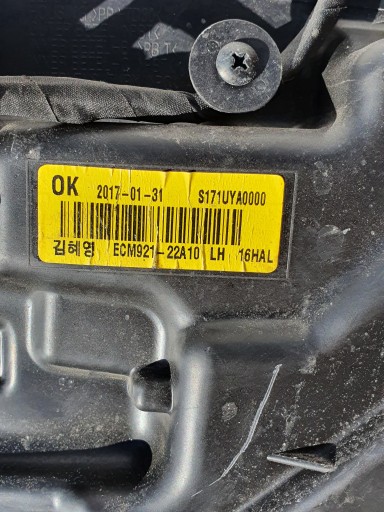 OK 2017-01-31 S171UYA0000
김혜영 ECM921-22A10 LH 16HAL